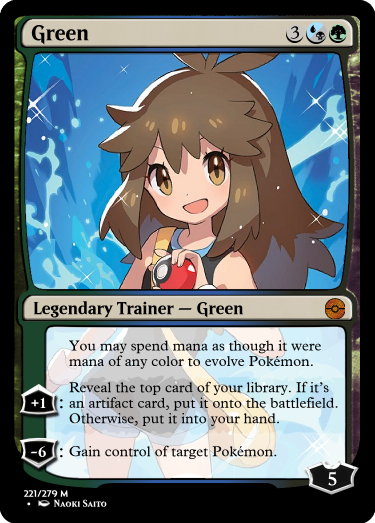 Green 3
Legendary Trainer — Green
You may spend mana as though it were
mana of any color to evolve Pokémon.
+1: Reveal the top card of your library. If it's
an artifact card, put it onto the battlefield.
Otherwise, put it into your hand.
-6: Gain control of target Pokémon.
5
221/279 M
• Naoki Saito